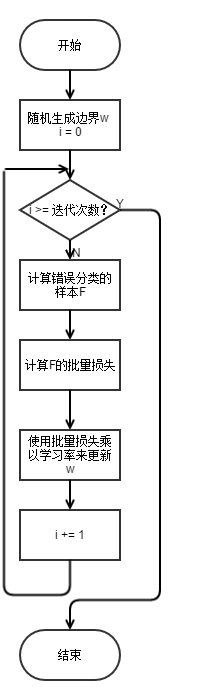 开始
随机生成边界w
i = 0
i >= 迭代次数?
Y
N
计算错误分类的
样本F
计算F的批量损失
使用批量损失乘
以学习率来更新
w
i += 1
结束